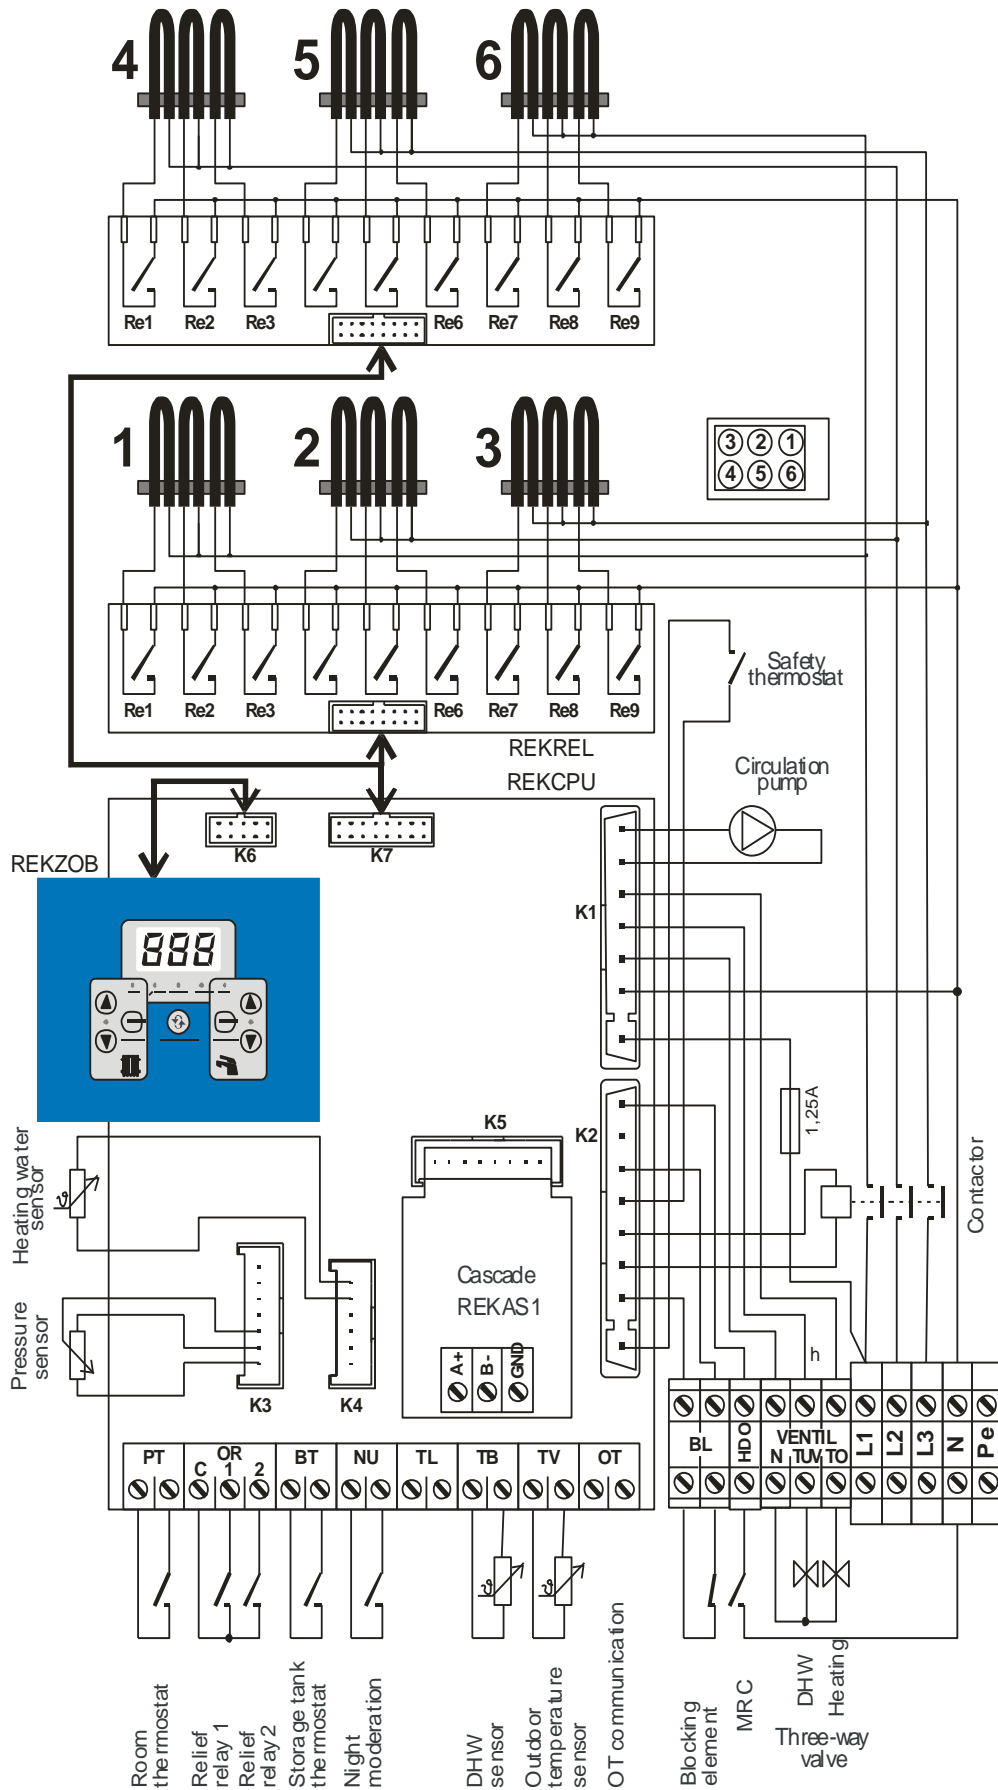 4 5 6
Re1 Re2 Re3 Re6 Re7 Re8 Re9
1 2 3
3 2 1
4 5 6
Re1 Re2 Re3 Re6 Re7 Re8 Re9
Safety
thermostat
REKREL
REKCPU
Circulation
pump
K6
K7
REKZOB
K1
888
1,25A
K5
K2
Heating water
sensor
Contactor
Cascade
REKAS1
Pressure
sensor
h
A+
B-
GND
K3
K4
PT
OR
C 1 2
BT
NU
TL
TB
TV
OT
BL
HDO
VENTIL
N TUV TO
L1
L2
L3
N
Pe
Room
thermostat
Relief
relay 1
Relief
relay2
Storage tank
thermostat
Night
moderation
DHW
sensor
Outdoor
temperature
sensor
OT communication
Blocking
element
MRC
DHW
Heating
Three-way
valve